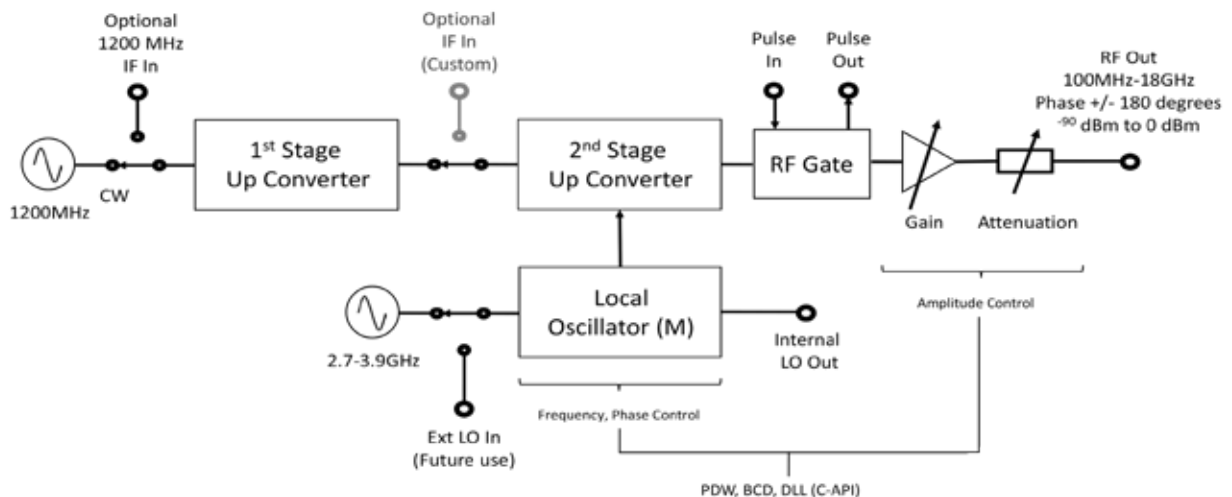 Optional
1200 MHz
IF In
Optional
IF In
(Custom)
Pulse
In
Pulse
Out
RF Out
100MHz-18GHz
Phase +/- 180 degrees
-90 dBm to 0 dBm
1st Stage
Up Converter
2nd Stage
Up Converter
RF Gate
CW
1200MHz
Gain
Attenuation
Local
Oscillator (M)
Amplitude Control
2.7-3.9GHz
Internal
LO Out
Frequency, Phase Control
Ext LO In
(Future use)
PDW, BCD, DLL (C-API)